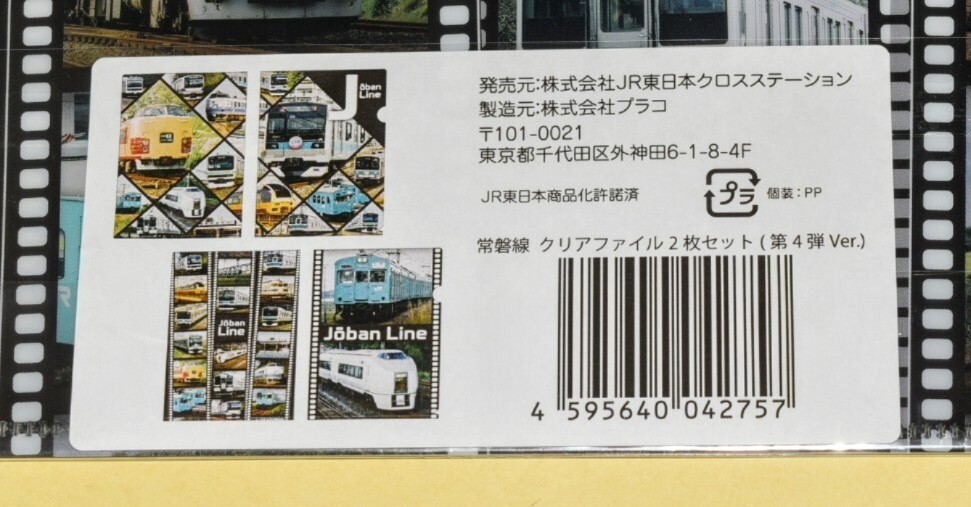 Jōban
Line
Jōban
Line
Jōban Line
発売元:株式会社JR東日本クロスステーション
製造元:株式会社プラコ
〒101-0021
東京都千代田区外神田6-1-8-4F
JR東日本商品化許諾済
プラ
個装:PP
常磐線 クリアファイル2枚セット(第4弾Ver.)
4 595640 042757